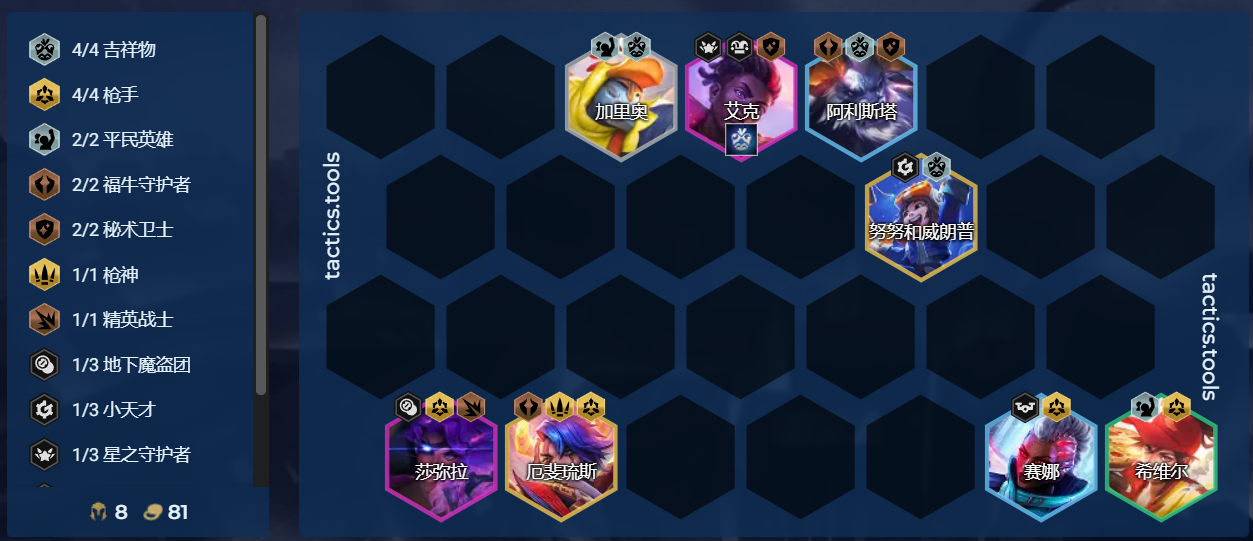 4/4 吉祥物
4/4 枪手
2/2 平民英雄
2/2 福牛守护者
2/2 秘术卫士
1/1 枪神
1/1 精英战士
1/3 地下魔盗团
1/3 小天才
1/3 星之守护者
8 81
tactics.tools
加里奥
艾克
阿利斯塔
努努和威朗普
莎弥拉
厄斐琉斯
赛娜
希维尔
tactics.tools